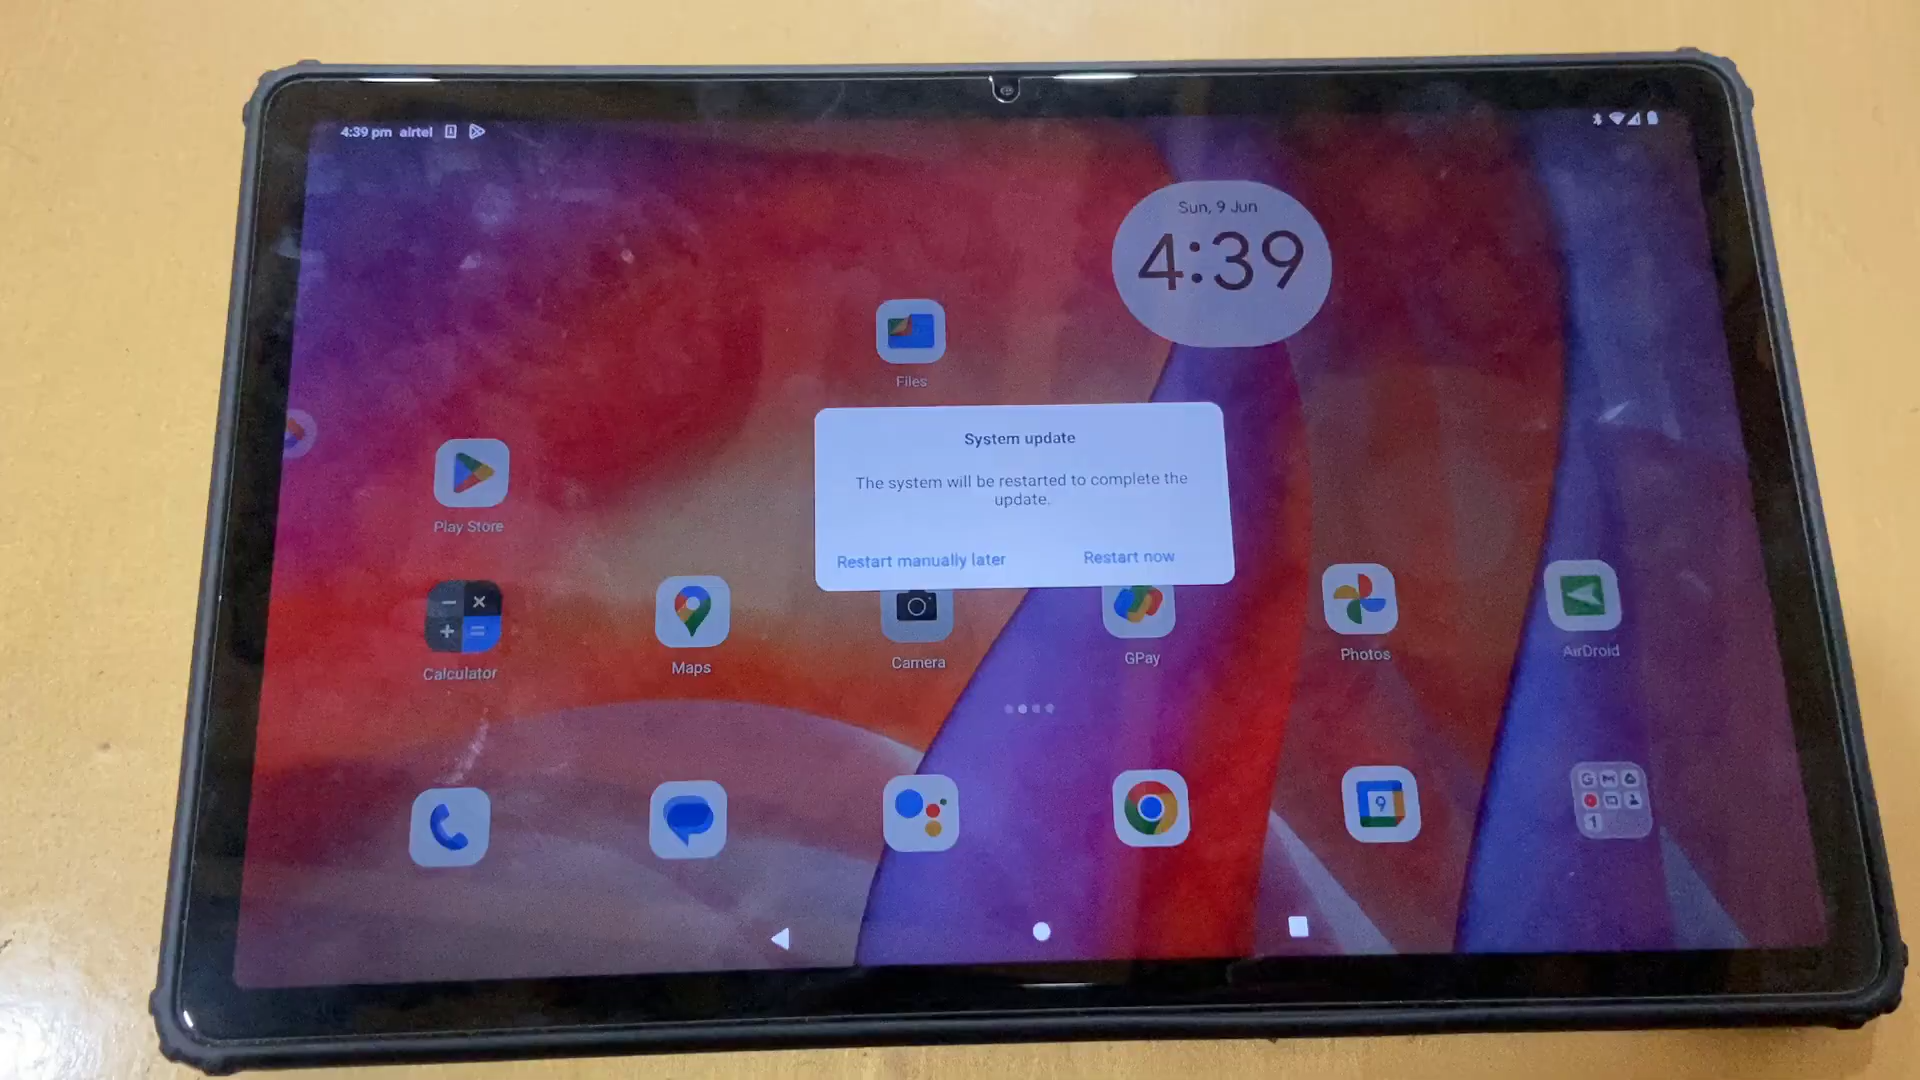 4:39 pm airtel
Sun, 9 Jun
4:39
Files
System update
The system will be restarted to complete the
update.
Restart manually later
Restart now
Play Store
Calculator
Maps
Camera
GPay
Photos
AirDroid
9